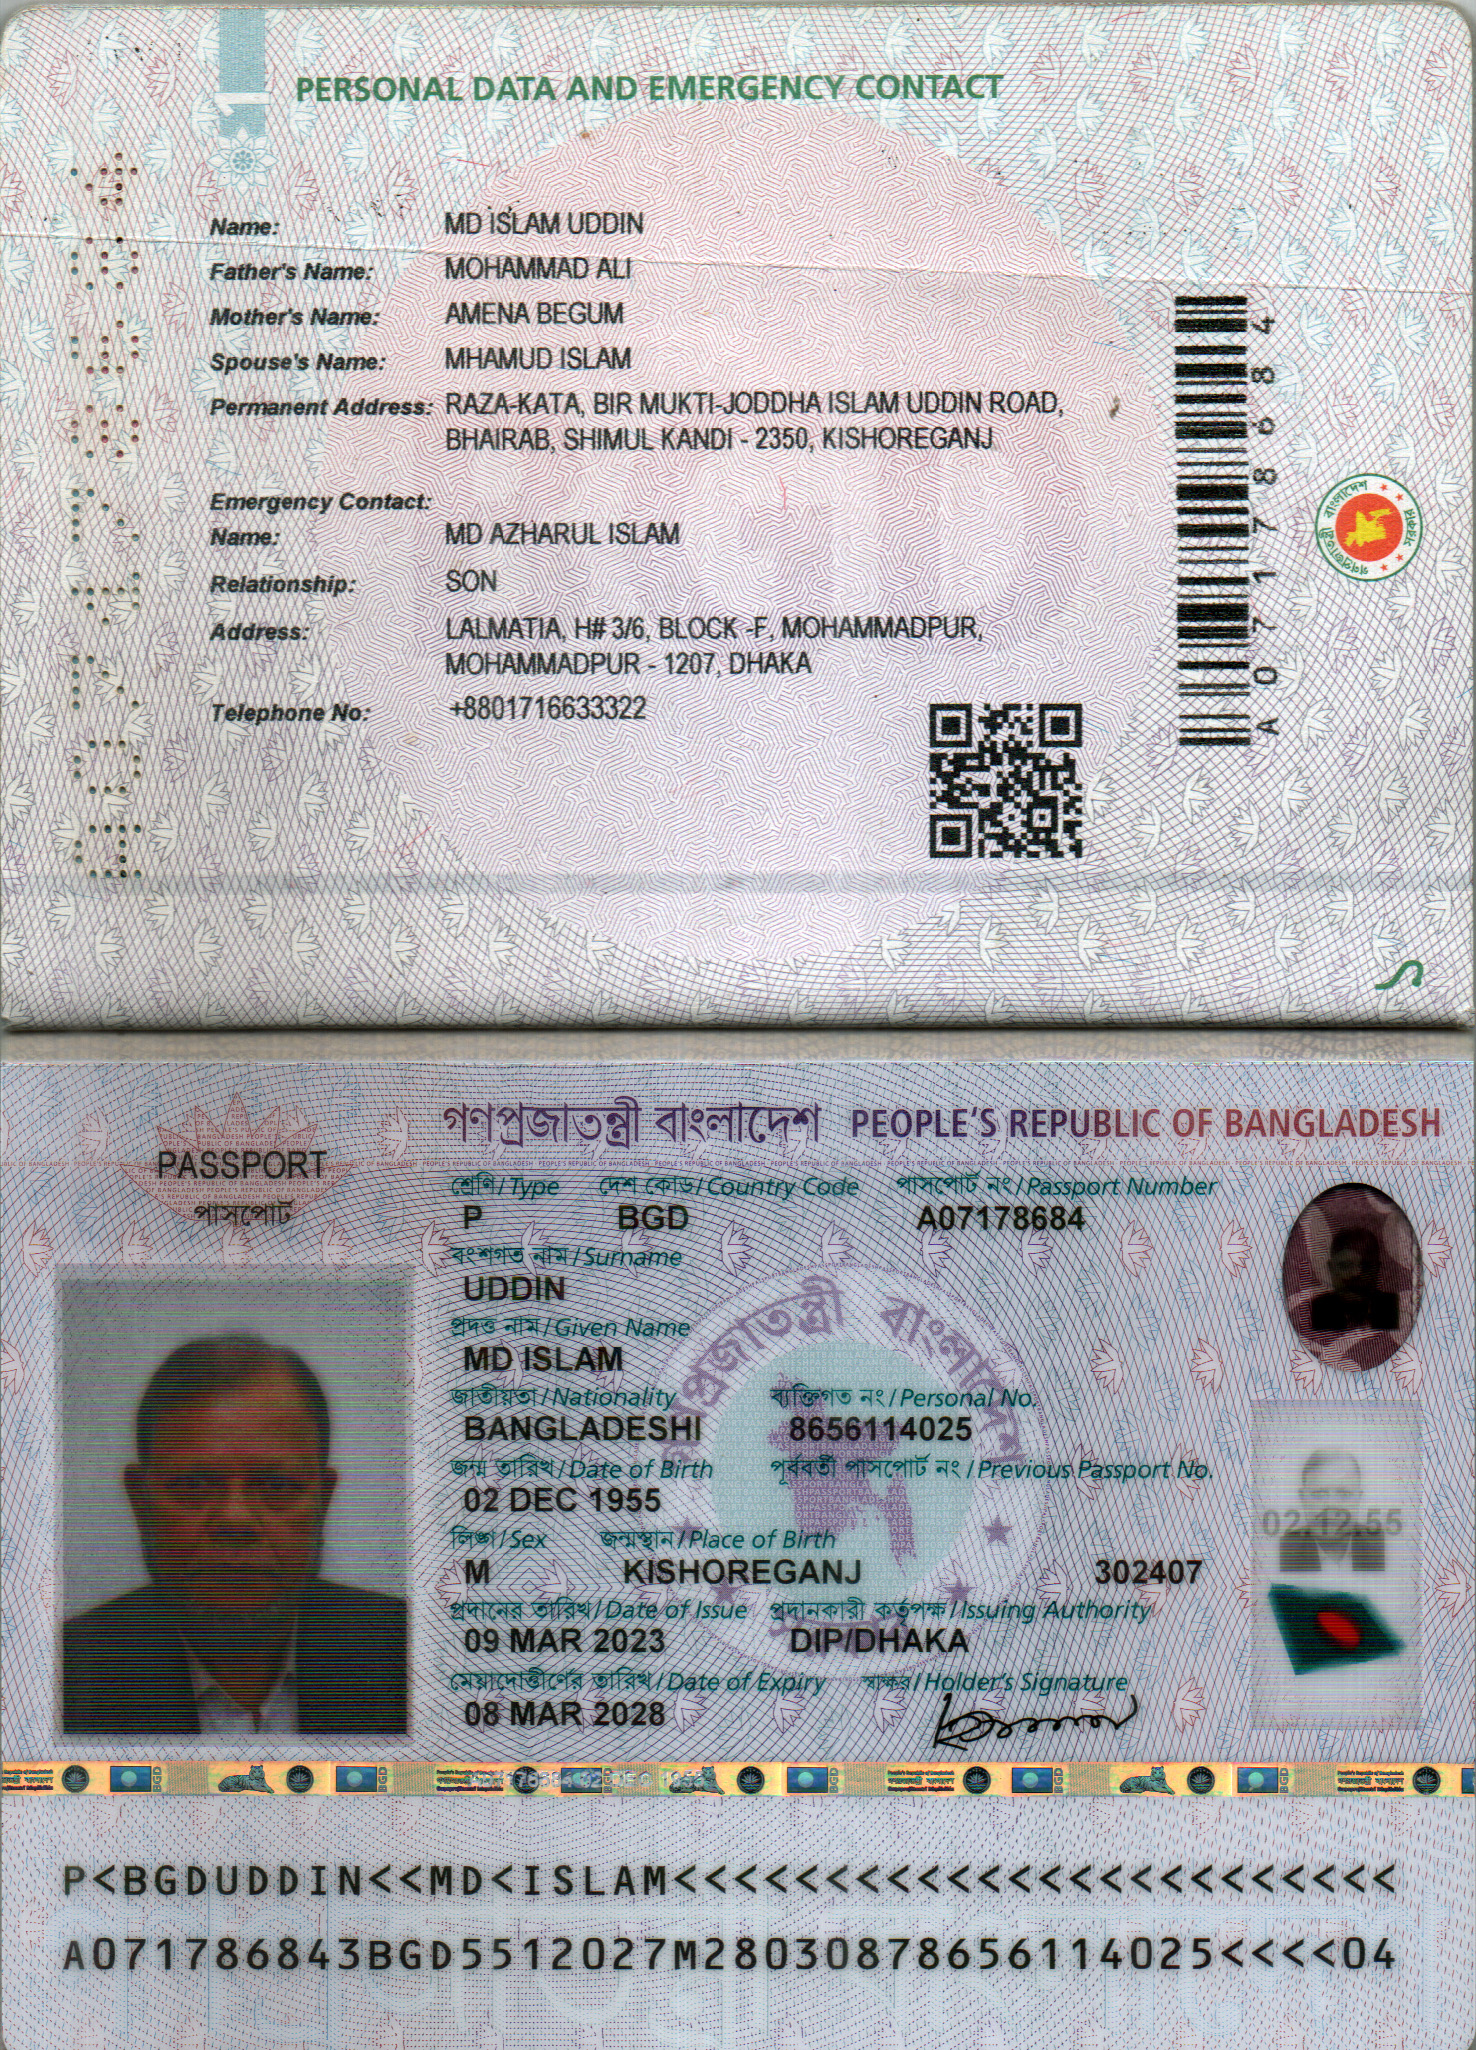 1
PERSONAL DATA AND EMERGENCY CONTACT
Name: MD ISLAM UDDIN
Father's Name: MOHAMMAD ALI
Mother's Name: AMENA BEGUM
Spouse's Name: MHAMUD ISLAM
Permanent Address: RAZA-KATA, BIR MUKTI-JODDHA ISLAM UDDIN ROAD,
BHAIRAB, SHIMUL KANDI - 2350, KISHOREGANJ
Emergency Contact:
Name: MD AZHARUL ISLAM
Relationship: SON
Address: LALMATIA, H# 3/6, BLOCK -F, MOHAMMADPUR,
MOHAMMADPUR - 1207, DHAKA
Telephone No: +8801716633322
A07178684
গণপ্রজাতন্ত্রী বাংলাদেশ PEOPLE'S REPUBLIC OF BANGLADESH
PASSPORT
পাসপোর্ট
শ্রেণি/Type দেশ কোড/Country Code পাসপোর্ট নং/Passport Number
P BGD A07178684
বংশগত নাম/Surname
UDDIN
প্রদত্ত নাম/Given Name
MD ISLAM
জাতীয়তা/Nationality ব্যক্তিগত নং/Personal No.
BANGLADESHI 8656114025
জন্ম তারিখ/Date of Birth পূর্ববর্তী পাসপোর্ট নং/Previous Passport No.
02 DEC 1955
02.12.55
লিঙ্গ/Sex জন্মস্থান/Place of Birth
M KISHOREGANJ 302407
প্রদানের তারিখ/Date of Issue প্রদানকারী কর্তৃপক্ষ/Issuing Authority
09 MAR 2023 DIP/DHAKA
মেয়াদোত্তীর্ণের তারিখ/Date of Expiry স্বাক্ষর/Holder's Signature
08 MAR 2028
P<BGDUDDIN<<MD<ISLAM<<<<<<<<<<<<<<<<<<<<<<<<
A071786843BGD5512027M28030878656114025<<<<04